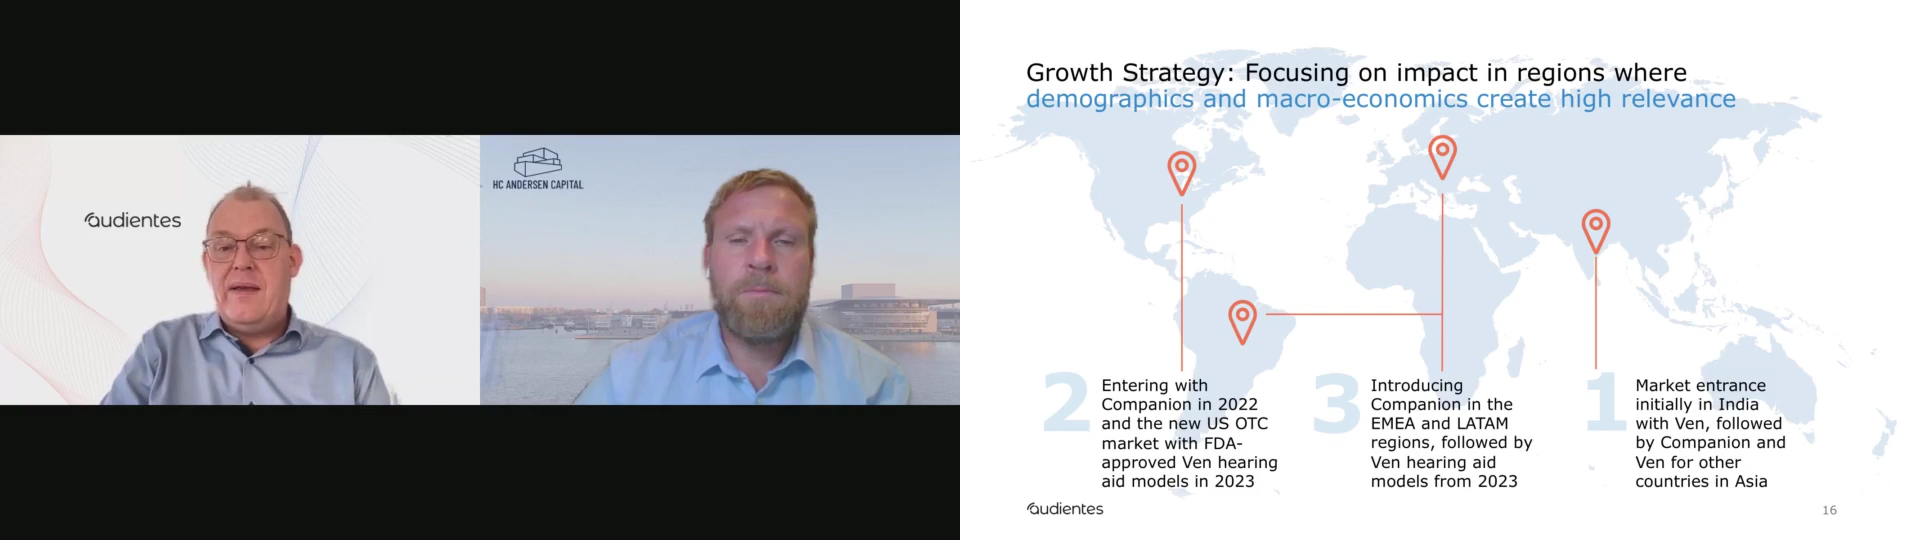 audientes
HC ANDERSEN CAPITAL
Growth Strategy: Focusing on impact in regions where
demographics and macro-economics create high relevance
2
Entering with
Companion in 2022
and the new US OTC
market with FDA-
approved Ven hearing
aid models in 2023
3
Introducing
Companion in the
EMEA and LATAM
regions, followed by
Ven hearing aid
models from 2023
1
Market entrance
initially in India
with Ven, followed
by Companion and
Ven for other
countries in Asia
audientes
16